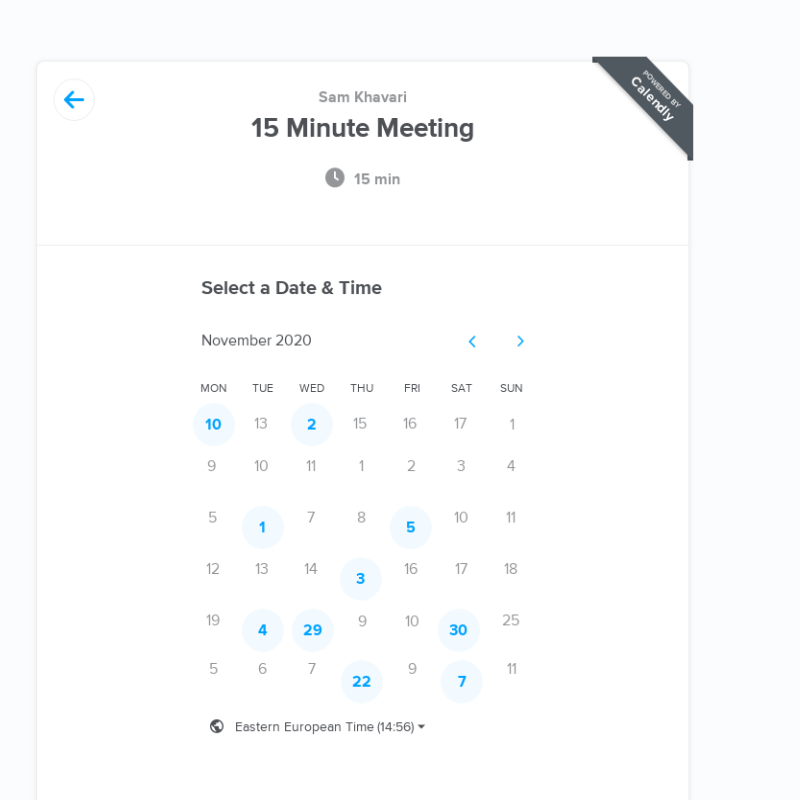 POWERED BY
Calendly
Sam Khavari
15 Minute Meeting
15 min
Select a Date & Time
November 2020
MON TUE WED THU FRI SAT SUN
10 13 2 15 16 17 1
9 10 11 1 2 3 4
5 1 7 8 5 10 11
12 13 14 3 16 17 18
19 4 29 9 10 30 25
5 6 7 22 9 7 11
Eastern European Time (14:56)